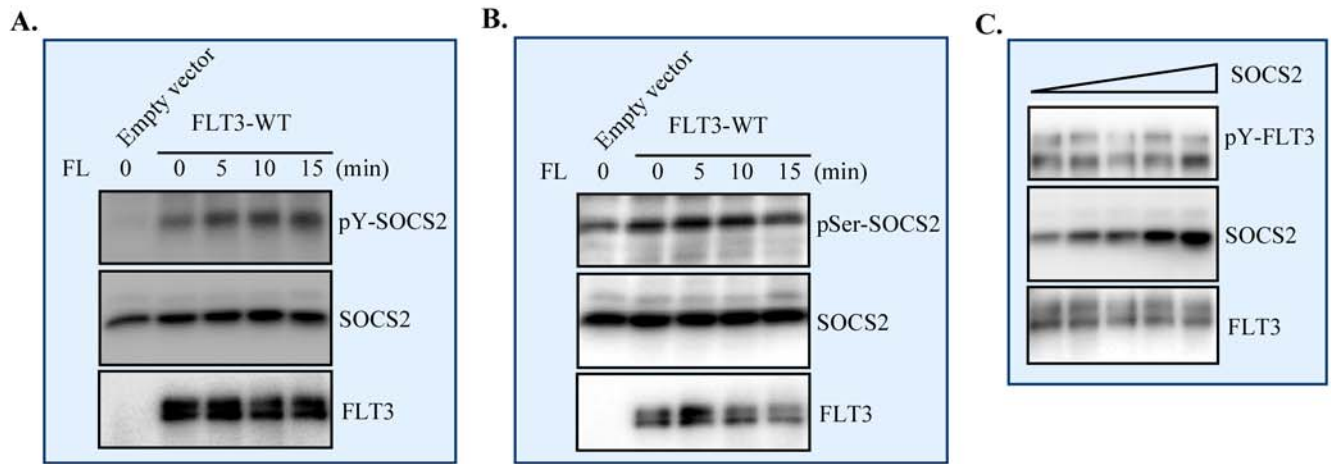 A.
Empty vector
FLT3-WT
FL 0 0 5 10 15 (min)
pY-SOCS2
SOCS2
FLT3
B.
Empty vector
FLT3-WT
FL 0 0 5 10 15 (min)
pSer-SOCS2
SOCS2
FLT3
C.
SOCS2
pY-FLT3
SOCS2
FLT3